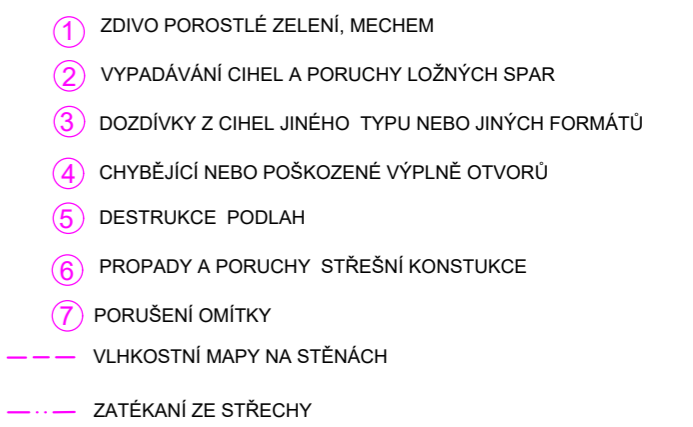 1 ZDIVO POROSTLÉ ZELENÍ, MECHEM
2 VYPADÁVÁNÍ CIHEL A PORUCHY LOŽNÝCH SPAR
3 DOZDÍVKY Z CIHEL JINÉHO TYPU NEBO JINÝCH FORMÁTŮ
4 CHYBĚJÍCÍ NEBO POŠKOZENÉ VÝPLNĚ OTVORŮ
5 DESTRUKCE PODLAH
6 PROPADY A PORUCHY STŘEŠNÍ KONSTUKCE
7 PORUŠENÍ OMÍTKY
VLHKOSTNÍ MAPY NA STĚNÁCH
ZATÉKANÍ ZE STŘECHY